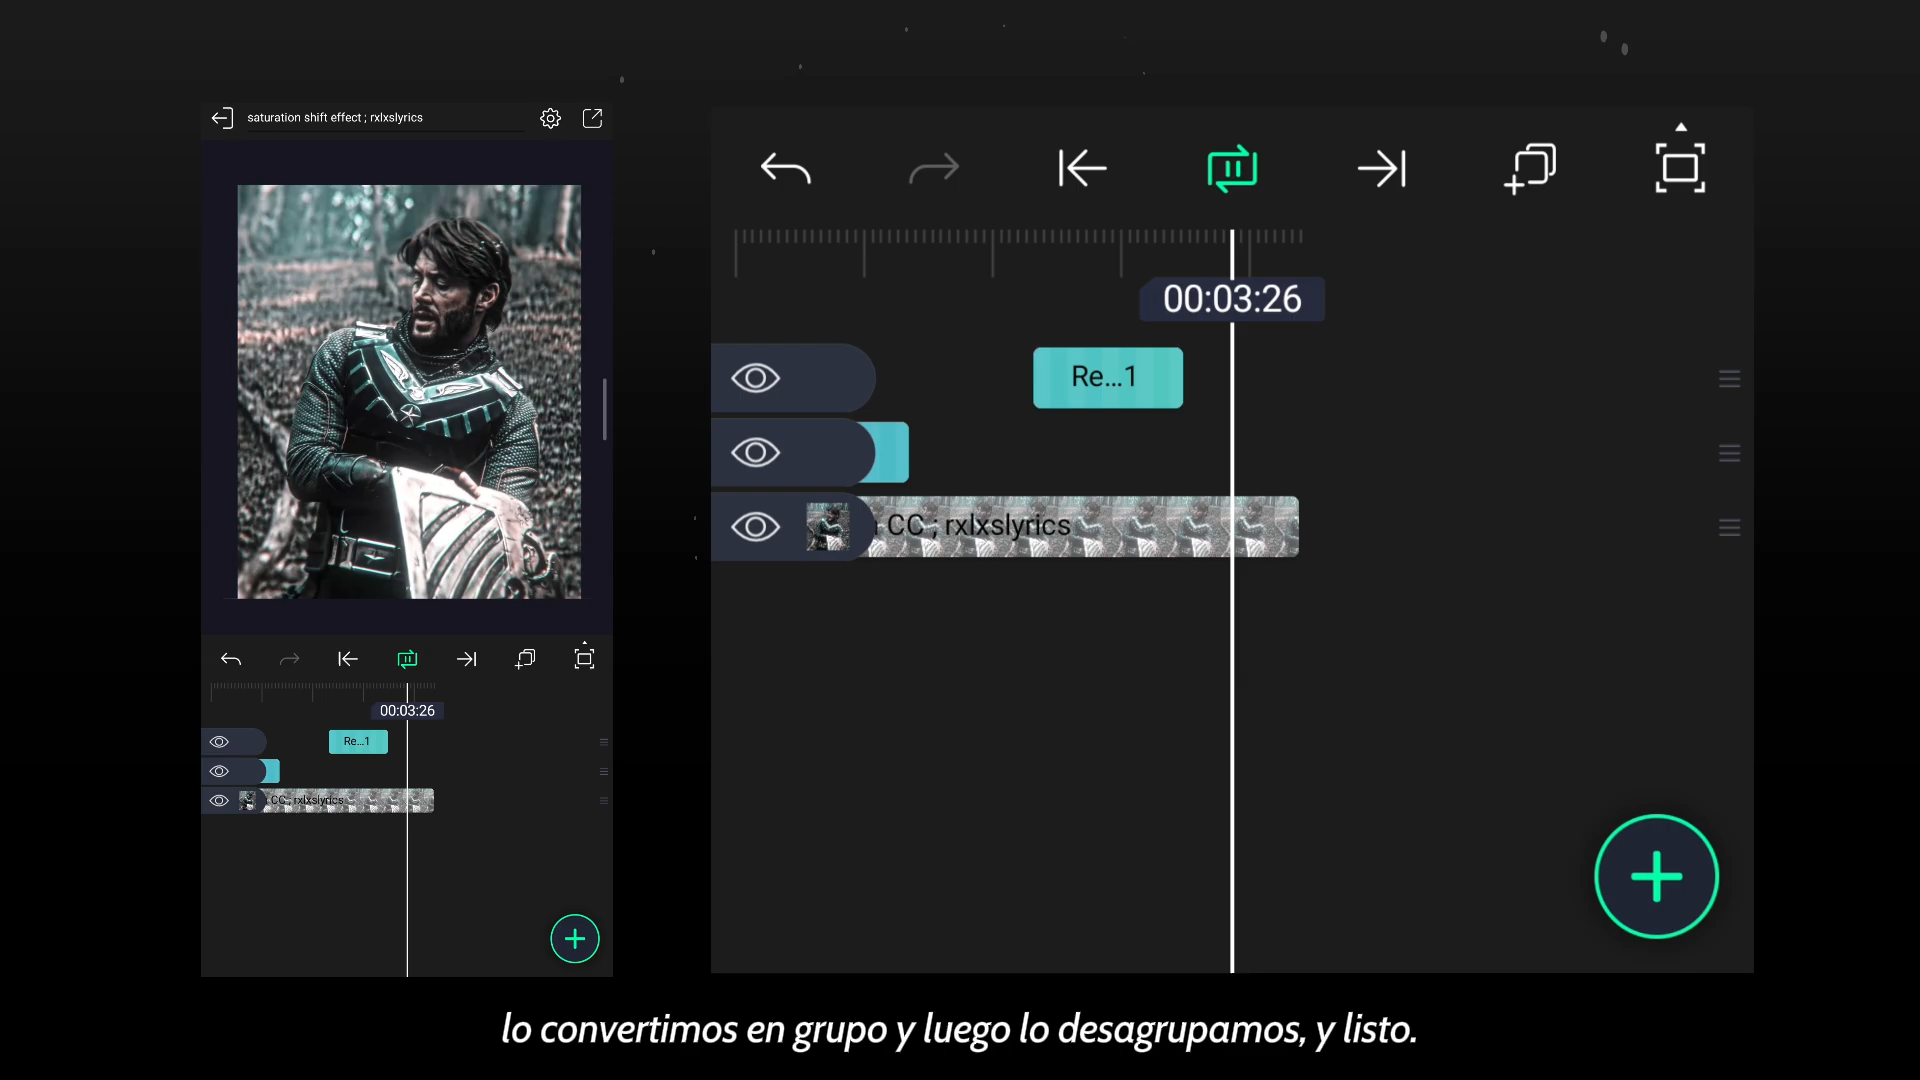 saturation shift effect ; rxlxslyrics
00:03:26
Re...1
CC ; rxlxslyrics
00:03:26
Re...1
CC ; rxlxslyrics
lo convertimos en grupo y luego lo desagrupamos, y listo.